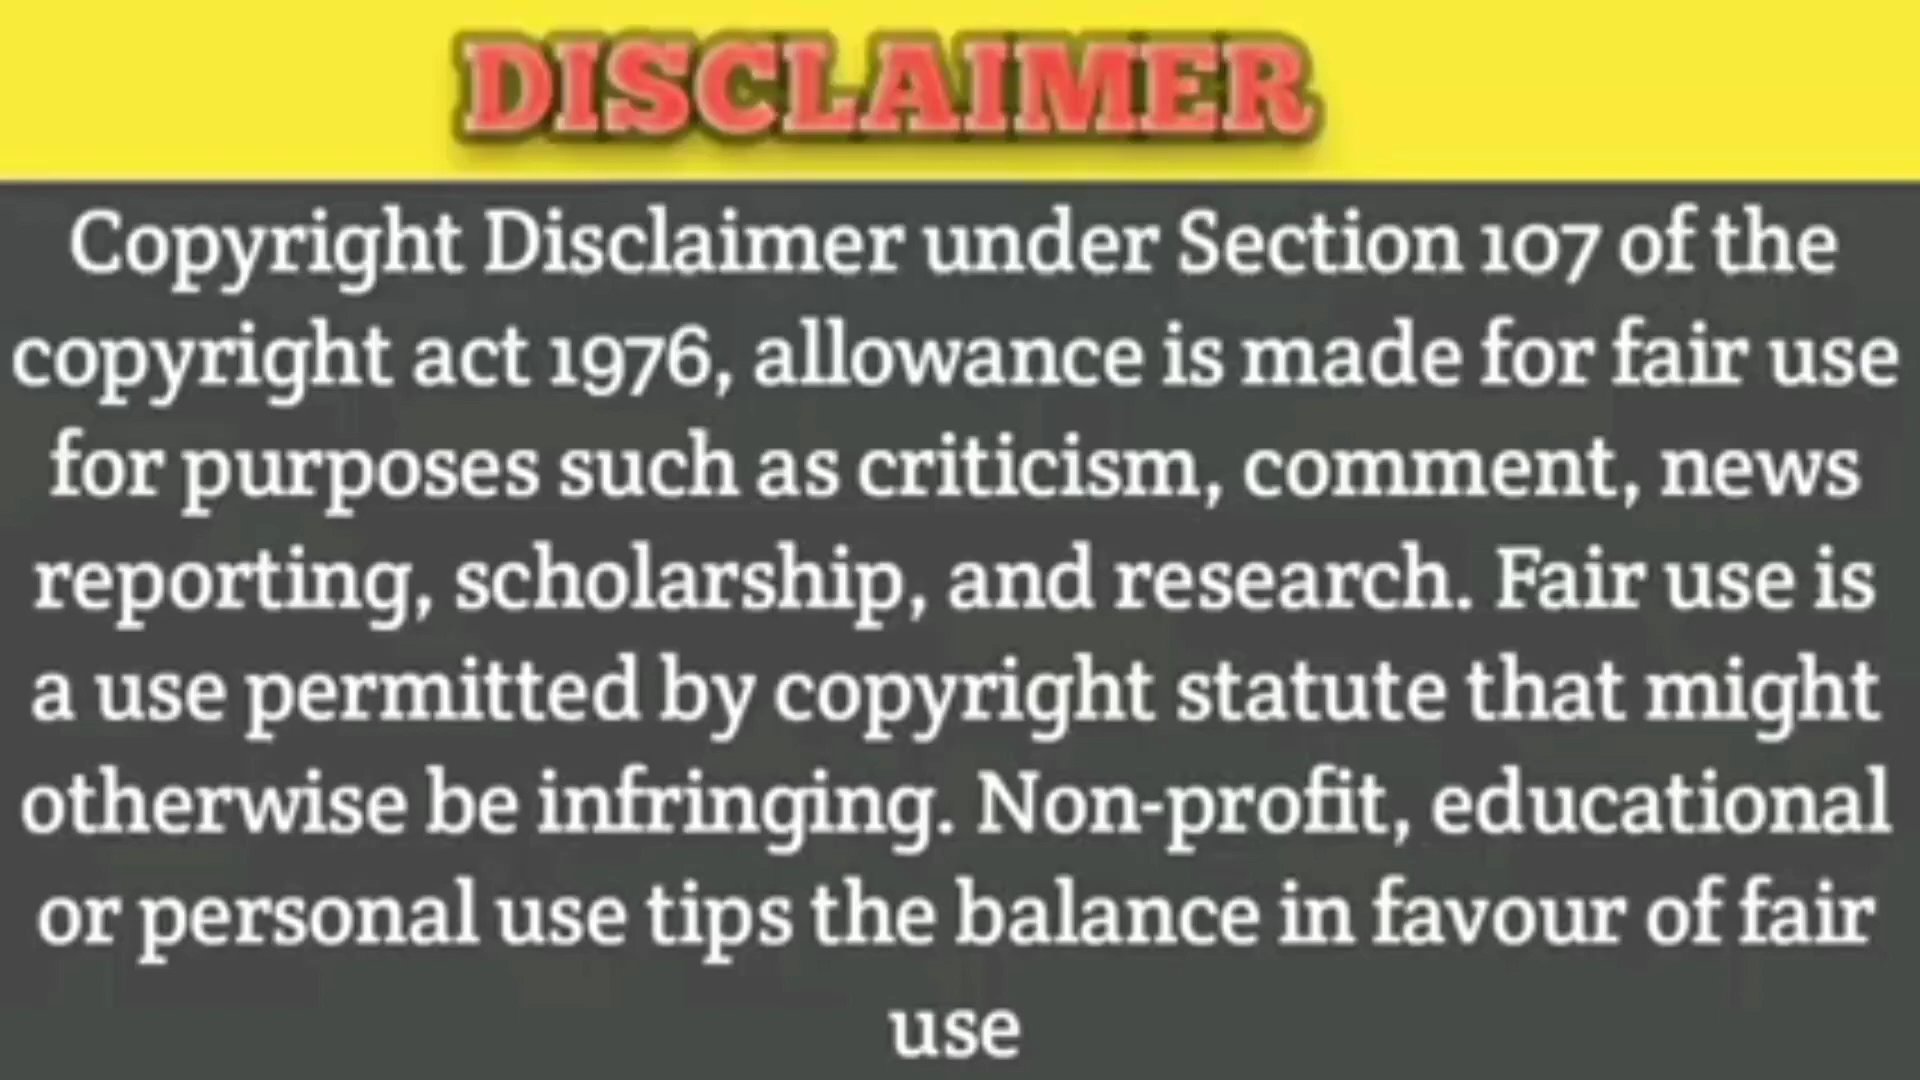 DISCLAIMER
Copyright Disclaimer under Section 107 of the
copyright act 1976, allowance is made for fair use
for purposes such as criticism, comment, news
reporting, scholarship, and research. Fair use is
a use permitted by copyright statute that might
otherwise be infringing. Non-profit, educational
or personal use tips the balance in favour of fair
use